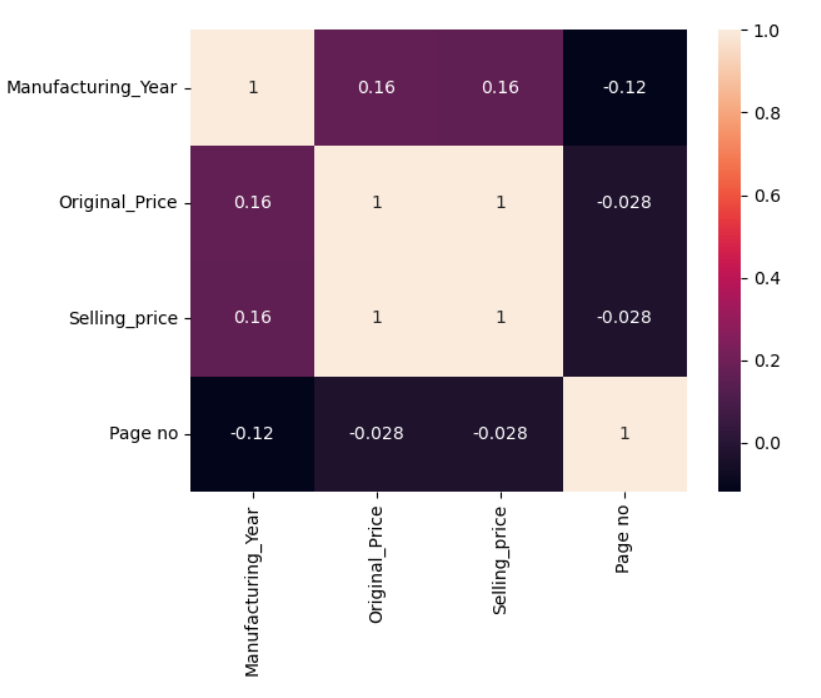 Manufacturing_Year 1 0.16 0.16 -0.12
Original_Price 0.16 1 1 -0.028
Selling_price 0.16 1 1 -0.028
Page no -0.12 -0.028 -0.028 1
Manufacturing_Year
Original_Price
Selling_price
Page no
1.0
0.8
0.6
0.4
0.2
0.0